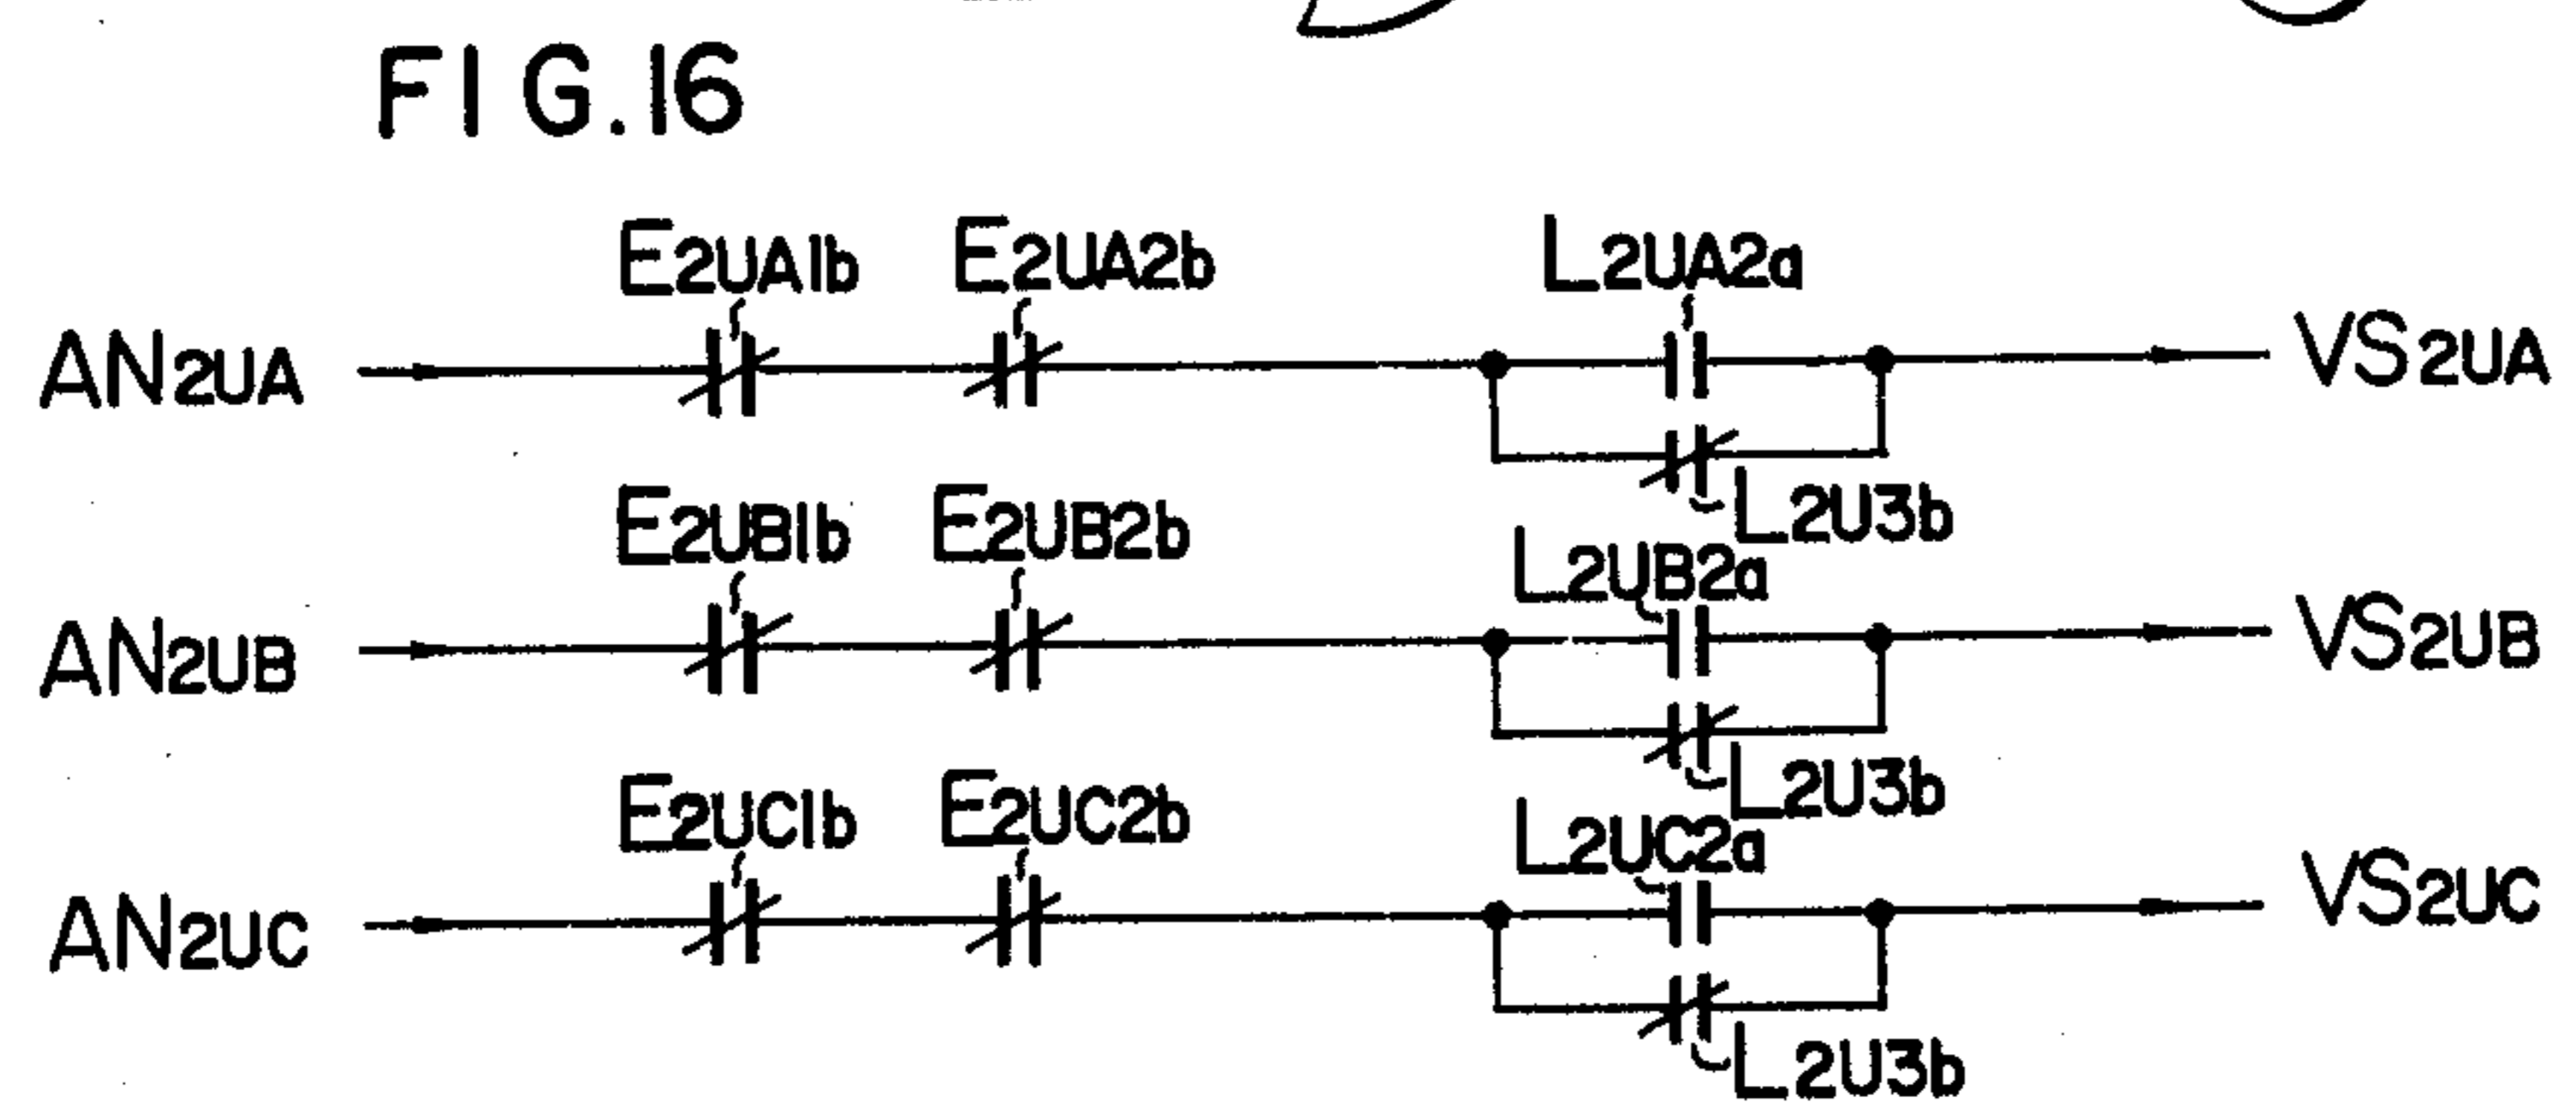 FIG.16
E2UA1b E2UA2b L2UA2a
AN2UA VS2UA
L2U3b
E2UB1b E2UB2b L2UB2a
AN2UB VS2UB
L2U3b
E2UC1b E2UC2b L2UC2a
AN2UC VS2UC
L2U3b